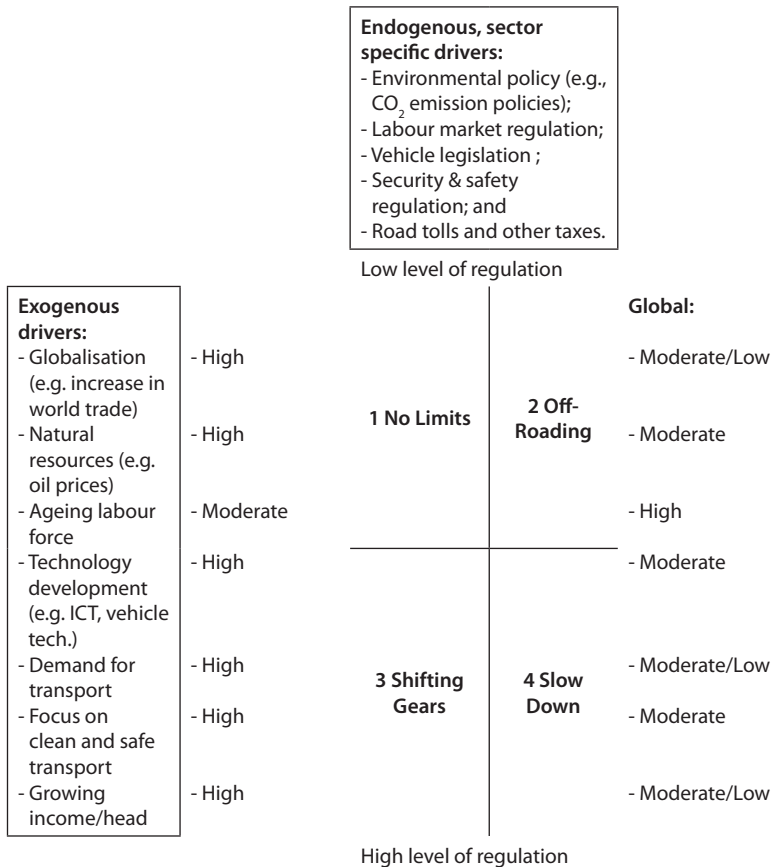 Endogenous, sector
specific drivers:
- Environmental policy (e.g.,
CO2 emission policies);
- Labour market regulation;
- Vehicle legislation ;
- Security & safety
regulation; and
- Road tolls and other taxes.
Low level of regulation
Exogenous
drivers:
- Globalisation
(e.g. increase in
world trade)
- Natural
resources (e.g.
oil prices)
- Ageing labour
force
- Technology
development
(e.g. ICT, vehicle
tech.)
- Demand for
transport
- Focus on
clean and safe
transport
- Growing
income/head
- High
- High
- Moderate
- High
- High
- High
- High
1 No Limits
2 Off-
Roading
3 Shifting
Gears
4 Slow
Down
Global:
- Moderate/Low
- Moderate
- High
- Moderate
- Moderate/Low
- Moderate
- Moderate/Low
High level of regulation